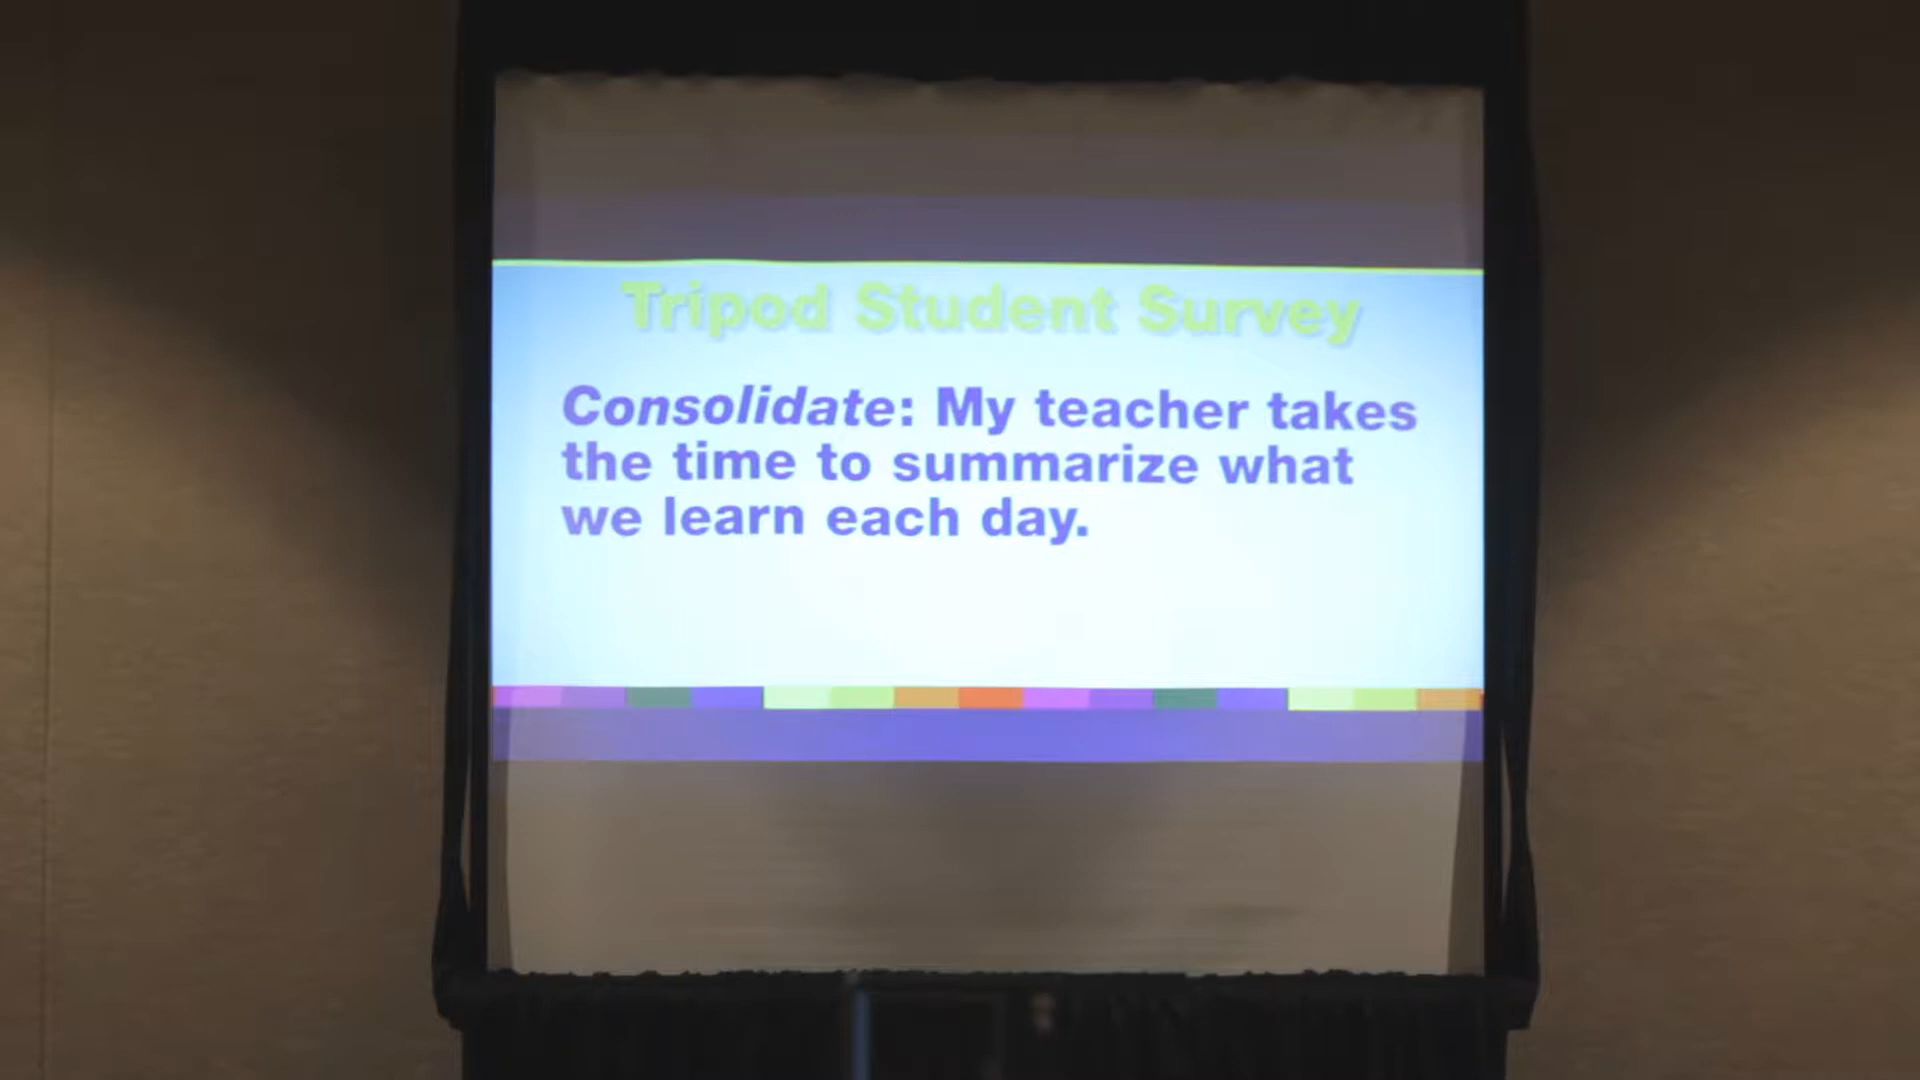 Tripod Student Survey
Consolidate: My teacher takes
the time to summarize what
we learn each day.